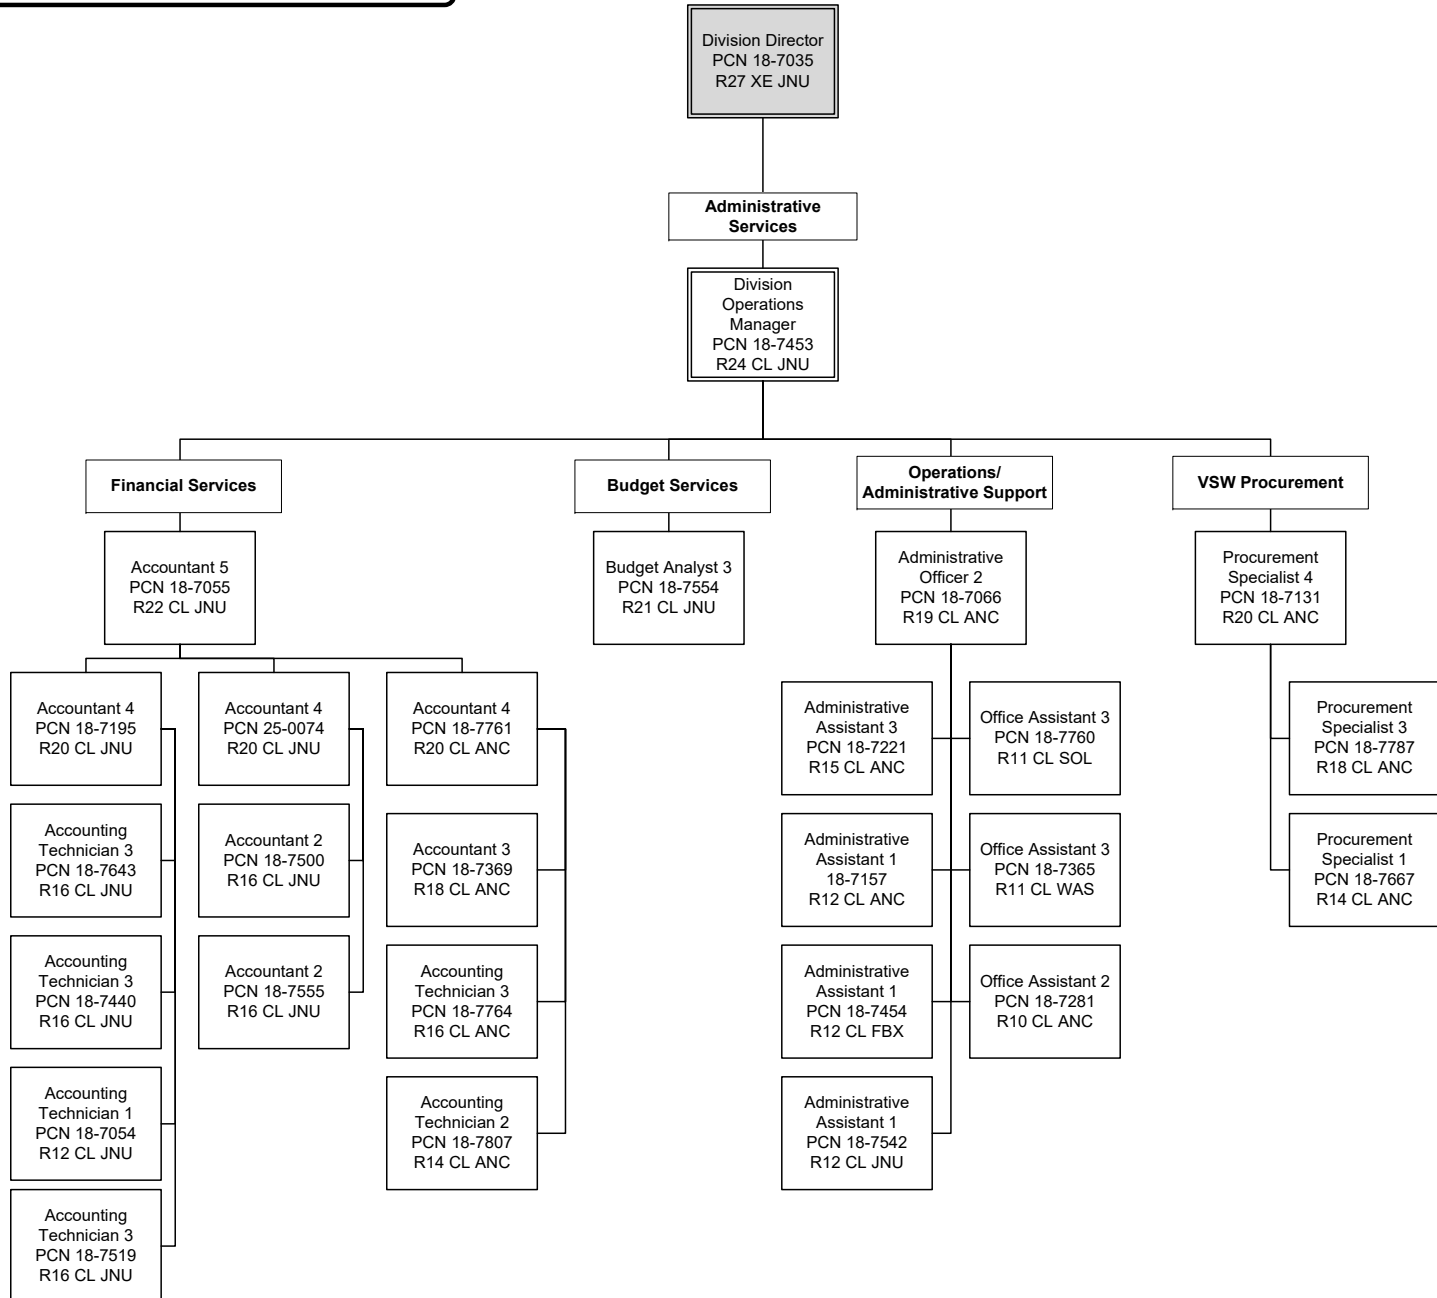 Division Director
PCN 18-7035
R27 XE JNU
Administrative
Services
Division
Operations
Manager
PCN 18-7453
R24 CL JNU
Financial Services
Budget Services
Operations/
Administrative Support
VSW Procurement
Accountant 5
PCN 18-7055
R22 CL JNU
Budget Analyst 3
PCN 18-7554
R21 CL JNU
Administrative
Officer 2
PCN 18-7066
R19 CL ANC
Procurement
Specialist 4
PCN 18-7131
R20 CL ANC
Accountant 4
PCN 18-7195
R20 CL JNU
Accounting
Technician 3
PCN 18-7643
R16 CL JNU
Accounting
Technician 3
PCN 18-7440
R16 CL JNU
Accounting
Technician 1
PCN 18-7054
R12 CL JNU
Accounting
Technician 3
PCN 18-7519
R16 CL JNU
Accountant 4
PCN 25-0074
R20 CL JNU
Accountant 2
PCN 18-7500
R16 CL JNU
Accountant 2
PCN 18-7555
R16 CL JNU
Accountant 4
PCN 18-7761
R20 CL ANC
Accountant 3
PCN 18-7369
R18 CL ANC
Accounting
Technician 3
PCN 18-7764
R16 CL ANC
Accounting
Technician 2
PCN 18-7807
R14 CL ANC
Administrative
Assistant 3
PCN 18-7221
R15 CL ANC
Administrative
Assistant 1
18-7157
R12 CL ANC
Administrative
Assistant 1
PCN 18-7454
R12 CL FBX
Administrative
Assistant 1
PCN 18-7542
R12 CL JNU
Office Assistant 3
PCN 18-7760
R11 CL SOL
Office Assistant 3
PCN 18-7365
R11 CL WAS
Office Assistant 2
PCN 18-7281
R10 CL ANC
Procurement
Specialist 3
PCN 18-7787
R18 CL ANC
Procurement
Specialist 1
PCN 18-7667
R14 CL ANC